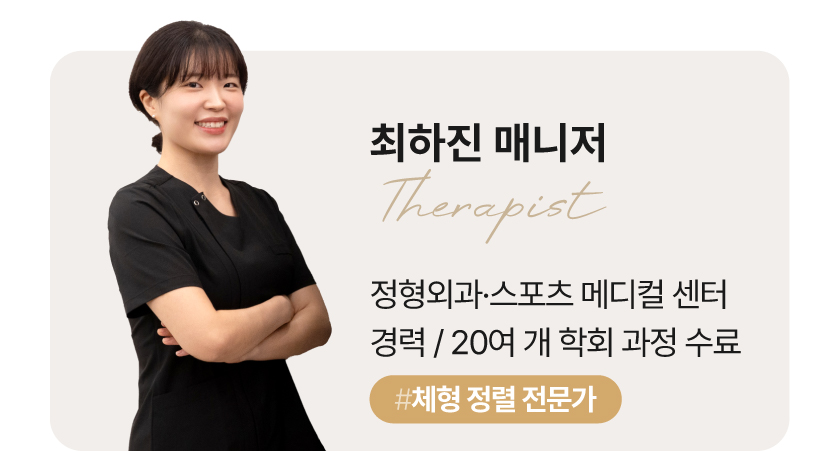 최하진 매니저
Therapist
정형외과·스포츠 메디컬 센터
경력 / 20여 개 학회 과정 수료
#체형 정렬 전문가